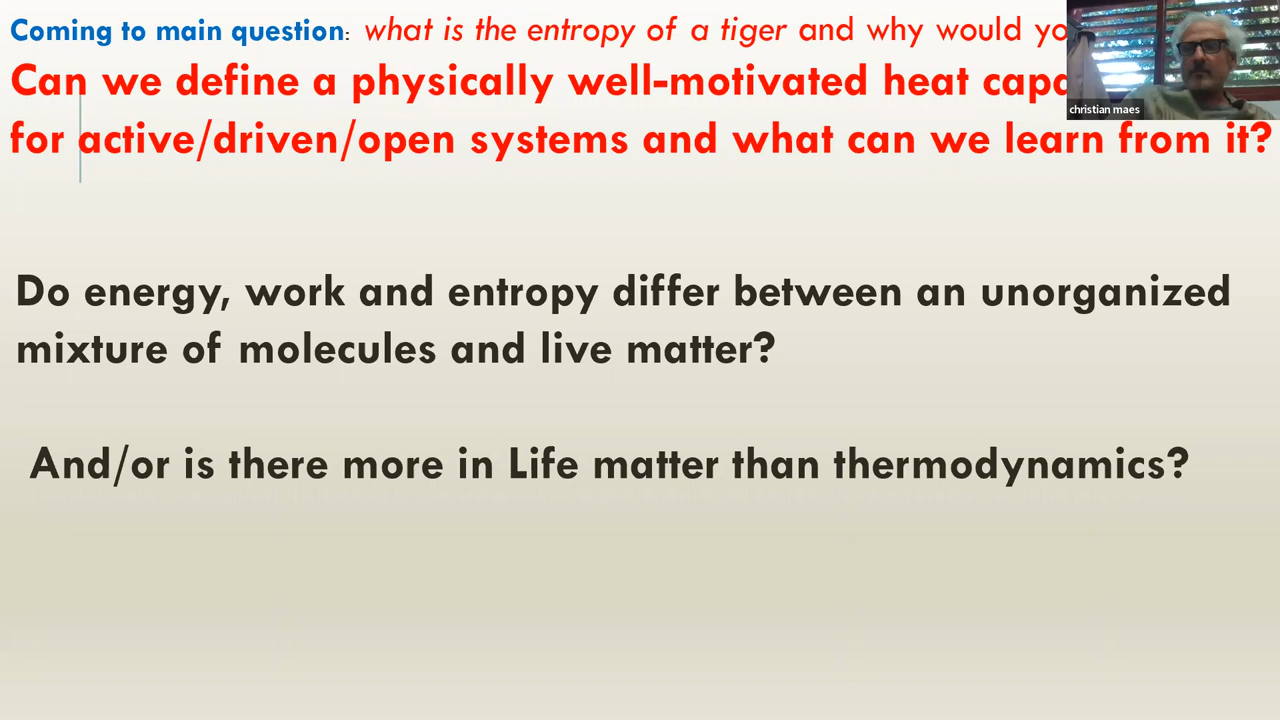 Coming to main question: what is the entropy of a tiger and why would yo
Can we define a physically well-motivated heat capa
christian maes
for active/driven/open systems and what can we learn from it?
Do energy, work and entropy differ between an unorganized
mixture of molecules and live matter?
And/or is there more in Life matter than thermodynamics?